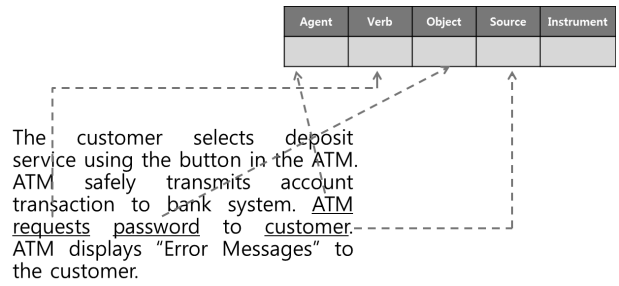 Agent Verb Object Source Instrument
The customer selects deposit
service using the button in the ATM.
ATM safely transmits account
transaction to bank system. ATM
requests password to customer.
ATM displays “Error Messages” to
the customer.